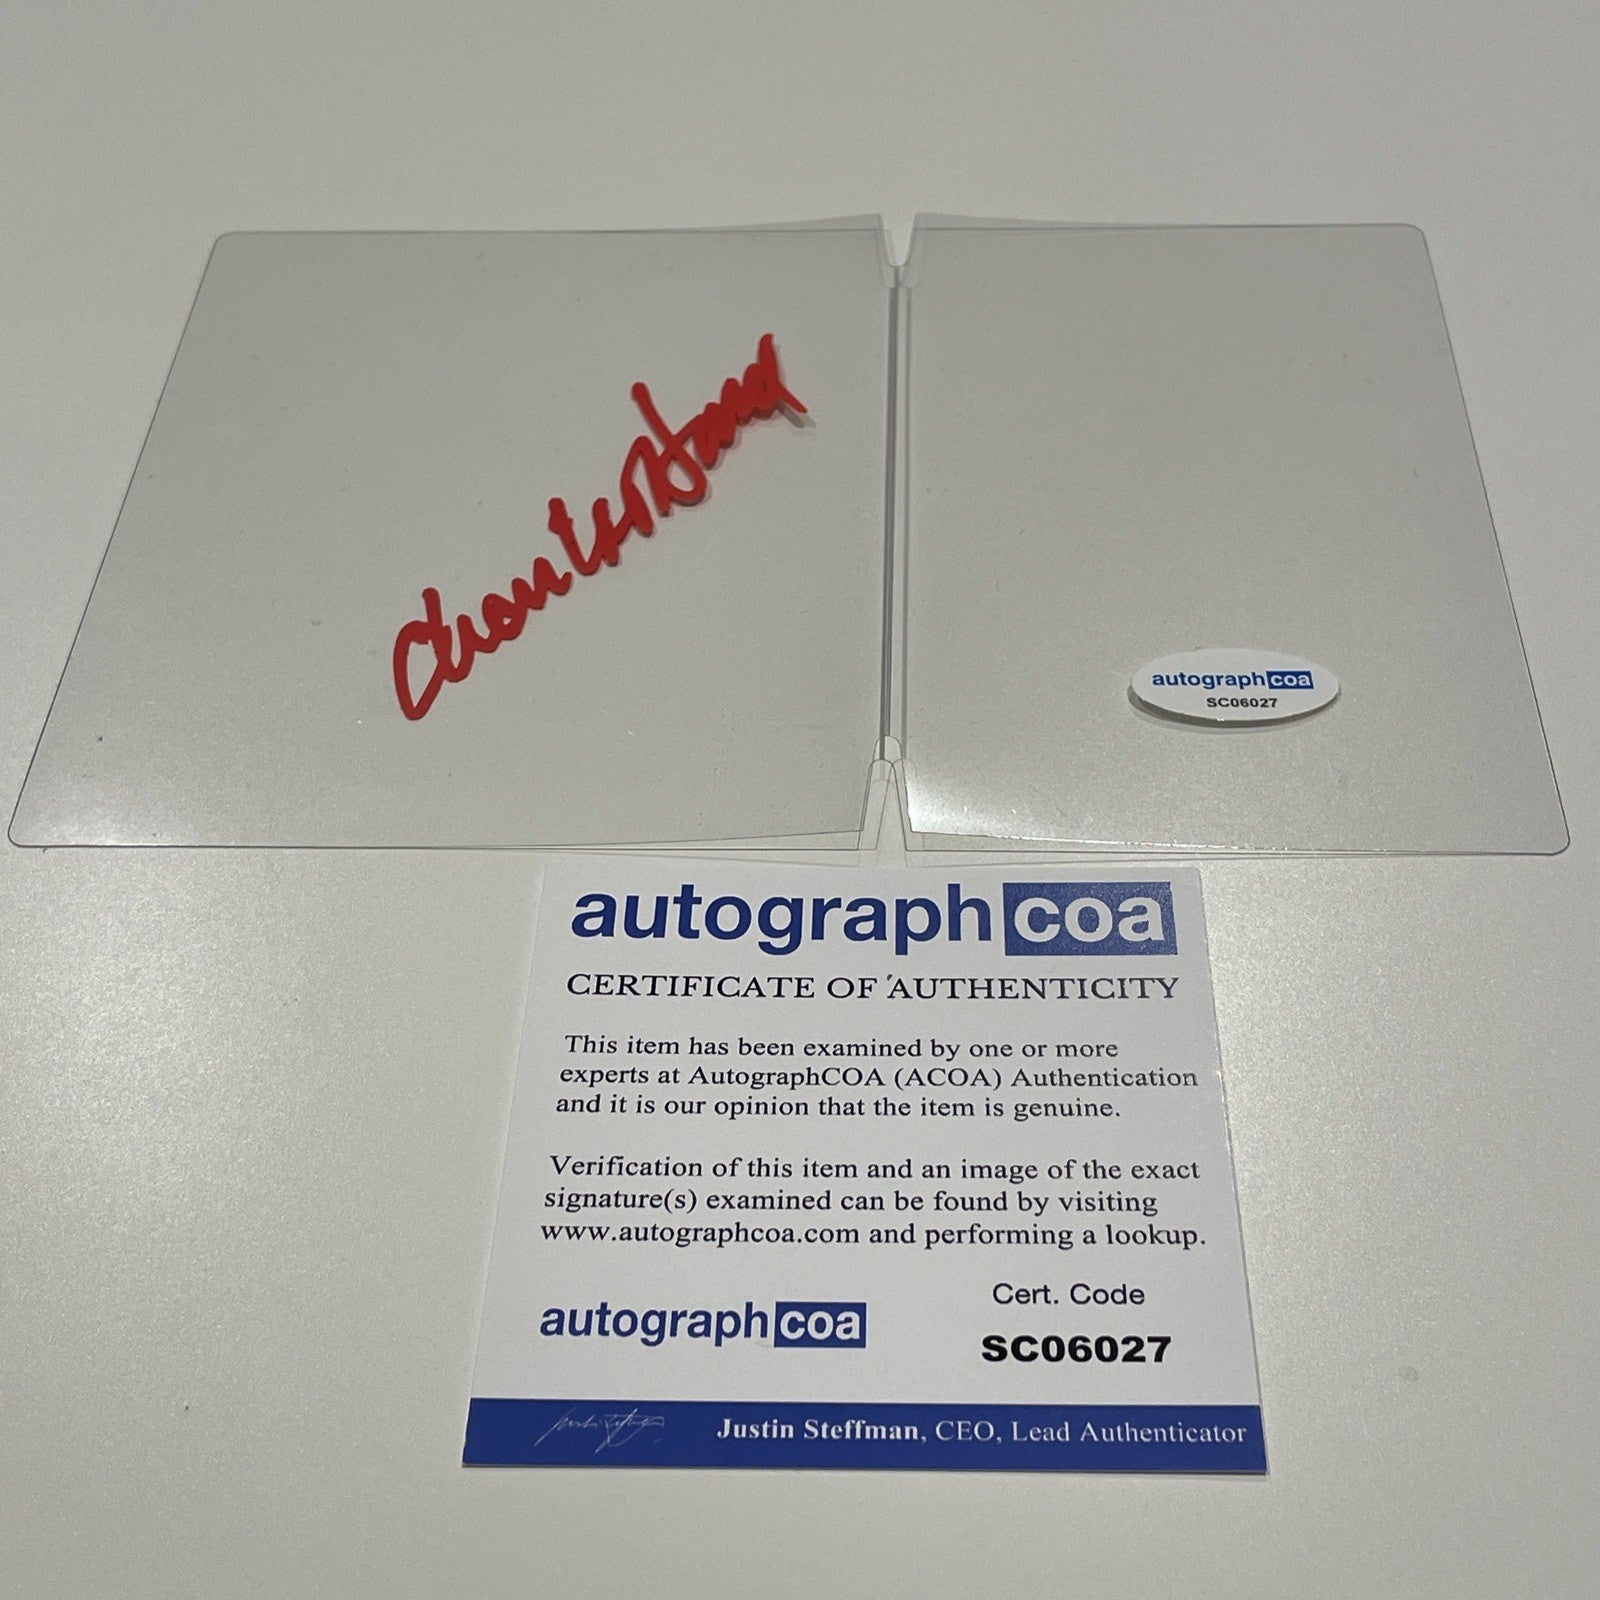 autographcoa
SC06027
autographcoa
CERTIFICATE OF AUTHENTICITY
This item has been examined by one or more
experts at AutographCOA (ACOA) Authentication
and it is our opinion that the item is genuine.
Verification of this item and an image of the exact
signature(s) examined can be found by visiting
www.autographcoa.com and performing a lookup.
autographcoa
Cert. Code
SC06027
Justin Steffman, CEO, Lead Authenticator